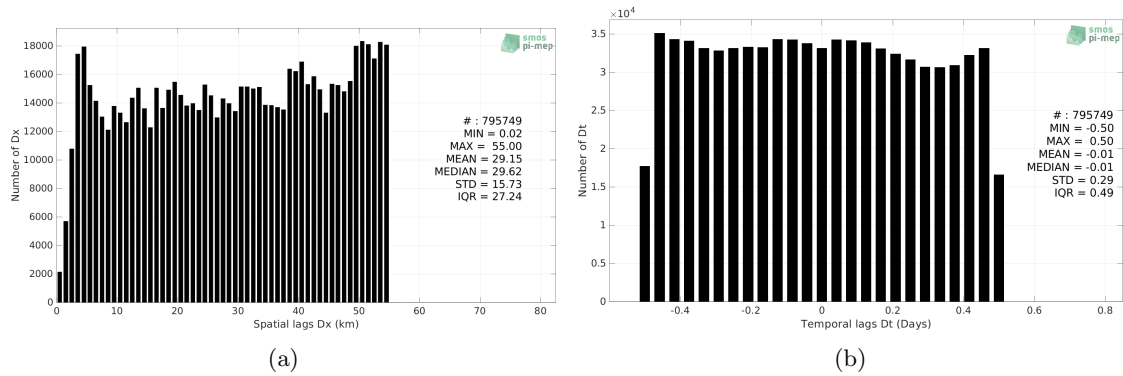 smos
pi-mep
18000
16000
14000
12000
10000
8000
6000
4000
2000
0
Number of Dx
# : 795749
MIN = 0.02
MAX = 55.00
MEAN = 29.15
MEDIAN = 29.62
STD = 15.73
IQR = 27.24
0 10 20 30 40 50 60 70 80
Spatial lags Dx (km)
(a)
×10⁴
smos
pi-mep
3.5
3
2.5
2
1.5
1
0.5
0
Number of Dt
# : 795749
MIN = -0.50
MAX = 0.50
MEAN = -0.01
MEDIAN = -0.01
STD = 0.29
IQR = 0.49
-0.4 -0.2 0 0.2 0.4 0.6 0.8
Temporal lags Dt (Days)
(b)